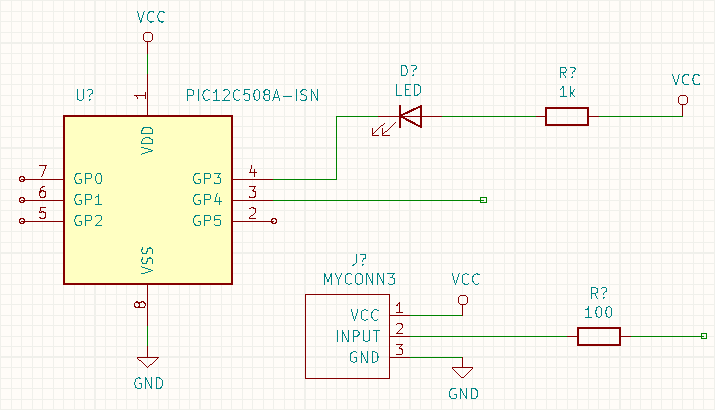 VCC
U?
PIC12C508A-ISN
1
VDD
7
GP0
6
GP1
5
GP2
GP3
4
GP4
3
GP5
2
VSS
8
GND
D?
LED
R?
1k
VCC
J?
MYCONN3
VCC
1
INPUT
2
GND
3
VCC
GND
R?
100